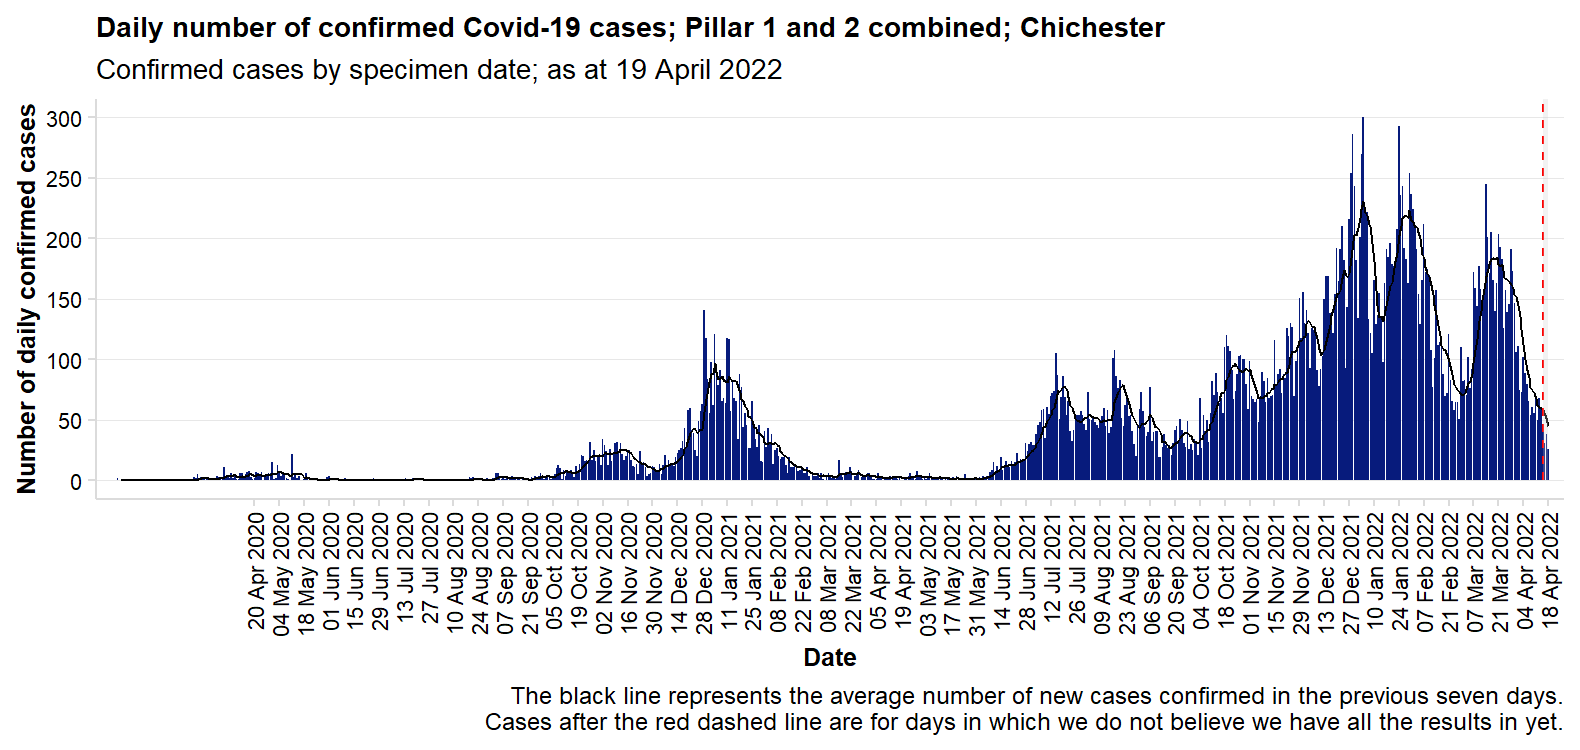 Daily number of confirmed Covid-19 cases; Pillar 1 and 2 combined; Chichester
Confirmed cases by specimen date; as at 19 April 2022
Number of daily confirmed cases
300
250
200
150
100
50
0
20 Apr 2020
04 May 2020
18 May 2020
01 Jun 2020
15 Jun 2020
29 Jun 2020
13 Jul 2020
27 Jul 2020
10 Aug 2020
24 Aug 2020
07 Sep 2020
21 Sep 2020
05 Oct 2020
19 Oct 2020
02 Nov 2020
16 Nov 2020
30 Nov 2020
14 Dec 2020
28 Dec 2020
11 Jan 2021
25 Jan 2021
08 Feb 2021
22 Feb 2021
08 Mar 2021
22 Mar 2021
05 Apr 2021
19 Apr 2021
03 May 2021
17 May 2021
31 May 2021
14 Jun 2021
28 Jun 2021
12 Jul 2021
26 Jul 2021
09 Aug 2021
23 Aug 2021
06 Sep 2021
20 Sep 2021
04 Oct 2021
18 Oct 2021
01 Nov 2021
15 Nov 2021
29 Nov 2021
13 Dec 2021
27 Dec 2021
10 Jan 2022
24 Jan 2022
07 Feb 2022
21 Feb 2022
07 Mar 2022
21 Mar 2022
04 Apr 2022
18 Apr 2022
Date
The black line represents the average number of new cases confirmed in the previous seven days.
Cases after the red dashed line are for days in which we do not believe we have all the results in yet.